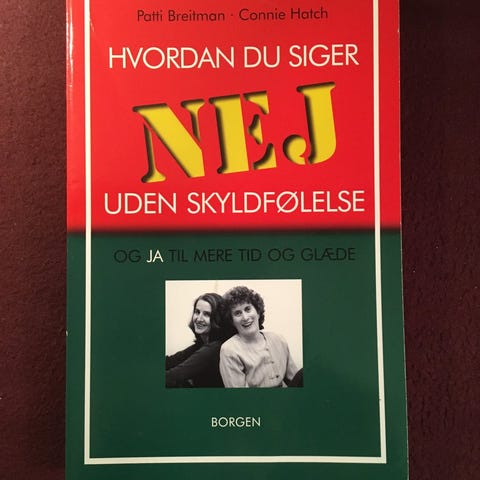 Patti Breitman · Connie Hatch
HVORDAN DU SIGER
NEJ
UDEN SKYLDFØLELSE
OG JA TIL MERE TID OG GLÆDE
BORGEN